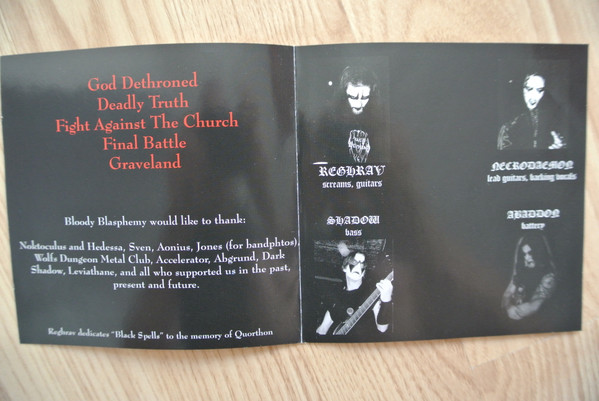 God Dethroned
Deadly Truth
Fight Against The Church
Final Battle
Graveland
Bloody Blasphemy would like to thank:
Noktoculus and Hedessa, Sven, Aonius, Jones (for bandphtos),
Wolfs Dungeon Metal Club, Accelerator, Abgrund, Dark
Shadow, Leviathane, and all who supported us in the past,
present and future.
Reghrav dedicates "Black Spells" to the memory of Quorthon
REGHRAV
screams, guitars
NECRODAEMON
lead guitars, backing vocals
SHADOW
bass
ABADDON
battery